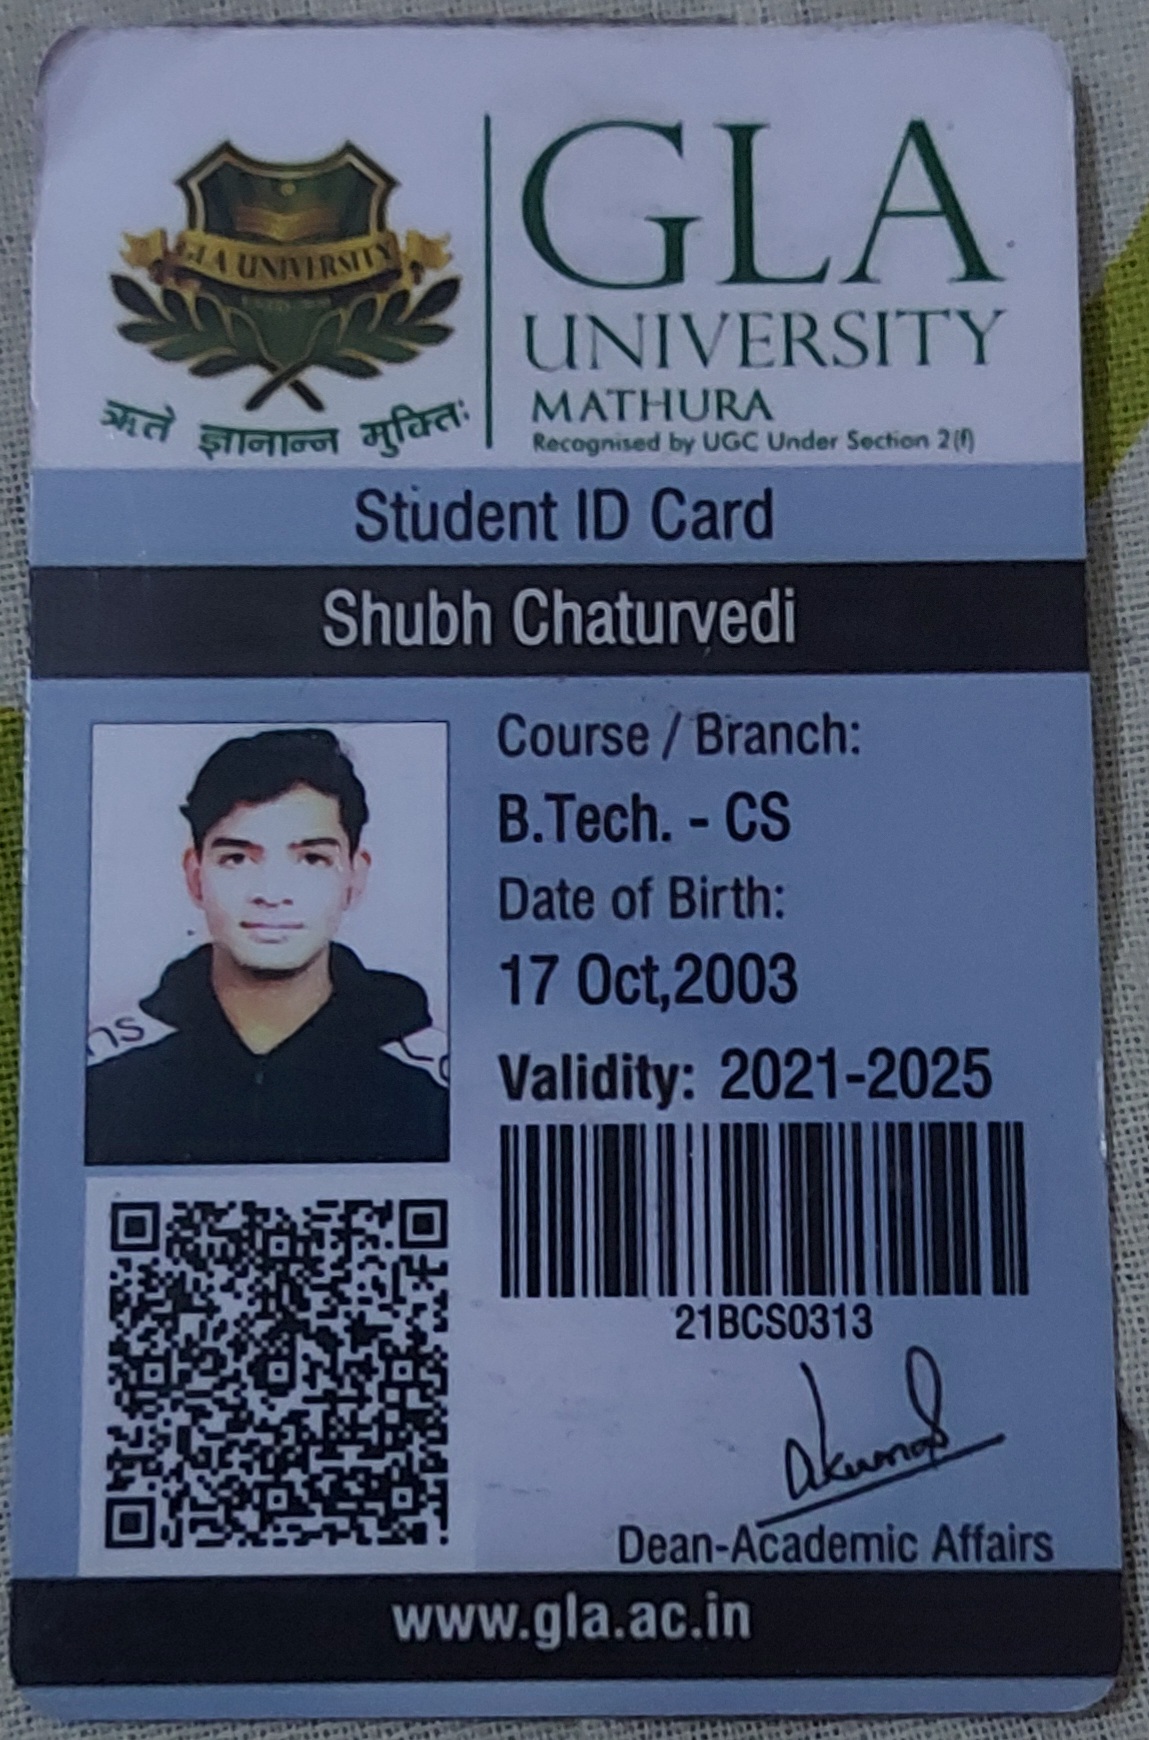 GLA UNIVERSITY
ऋते ज्ञानान्न मुक्तिः
GLA
UNIVERSITY
MATHURA
Recognised by UGC Under Section 2(f)
Student ID Card
Shubh Chaturvedi
Course / Branch:
B.Tech. - CS
Date of Birth:
17 Oct,2003
Validity: 2021-2025
21BCS0313
Dean-Academic Affairs
www.gla.ac.in